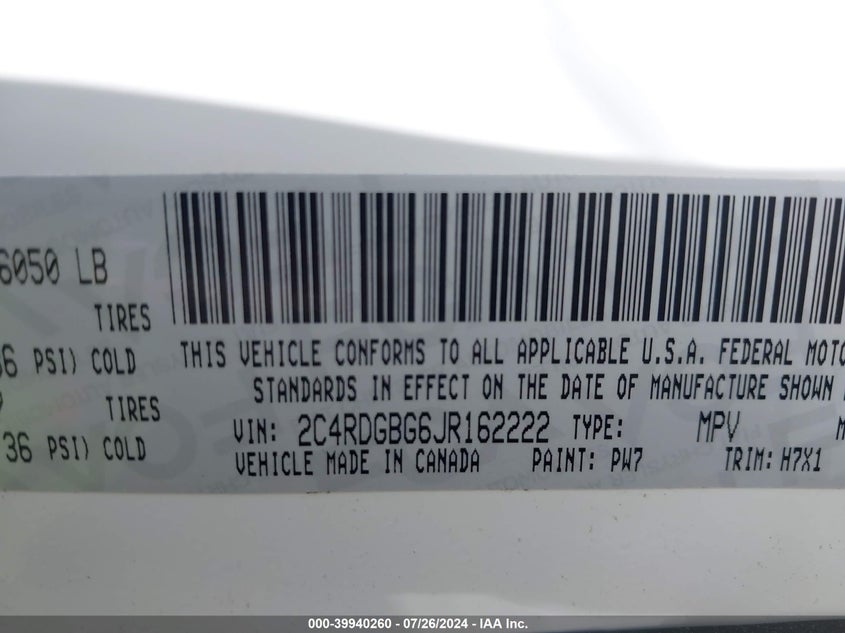 6050 LB
TIRES
36 PSI) COLD
THIS VEHICLE CONFORMS TO ALL APPLICABLE U.S.A. FEDERAL MOTO
STANDARDS IN EFFECT ON THE DATE OF MANUFACTURE SHOWN
TIRES
36 PSI) COLD
VIN: 2C4RDGBG6JR162222 TYPE: MPV
VEHICLE MADE IN CANADA PAINT: PW7 TRIM: H7X1
000-39940260 - 07/26/2024 - IAA Inc.